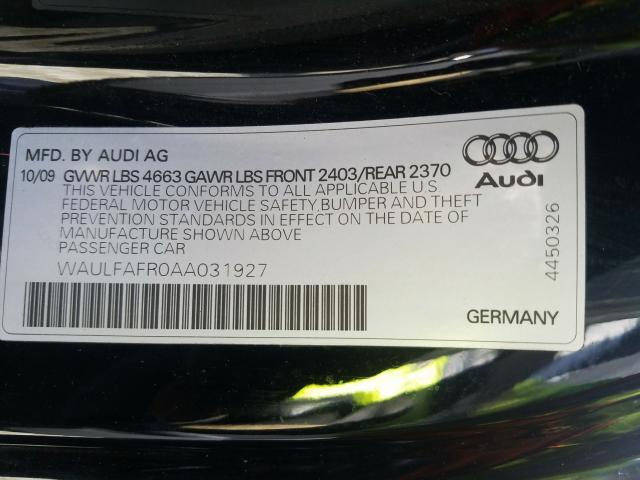 MFD. BY AUDI AG
10/09 GVWR LBS 4663 GAWR LBS FRONT 2403/REAR 2370
THIS VEHICLE CONFORMS TO ALL APPLICABLE U.S.
FEDERAL MOTOR VEHICLE SAFETY,BUMPER AND THEFT
PREVENTION STANDARDS IN EFFECT ON THE DATE OF
MANUFACTURE SHOWN ABOVE
PASSENGER CAR
WAULFAFR0AA031927
Audi
4450326
GERMANY